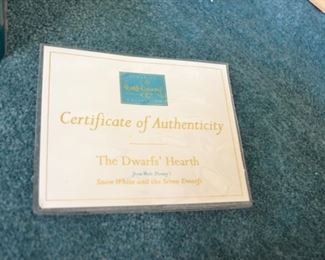 Certificate of Authenticity
The Dwarfs' Hearth
from Walt Disney's
Snow White and the Seven Dwarfs